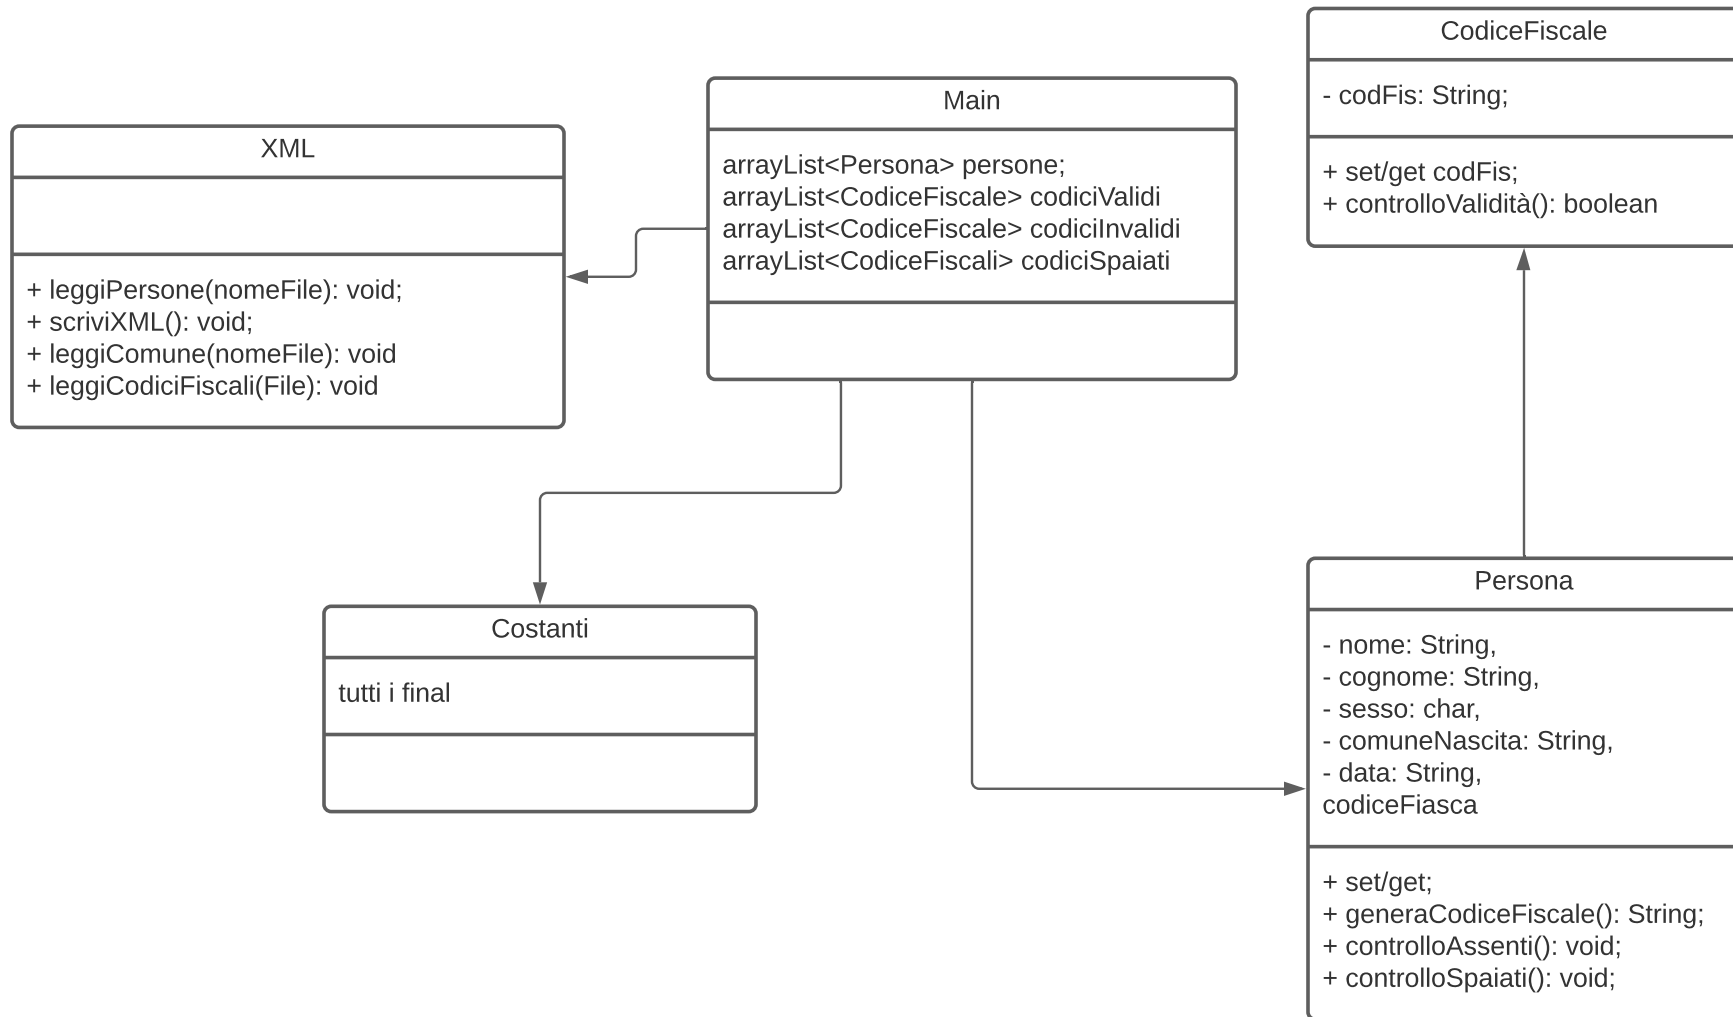 XML
+ leggiPersone(nomeFile): void;
+ scriviXML(): void;
+ leggiComune(nomeFile): void
+ leggiCodiciFiscali(File): void
Main
arrayList<Persona> persone;
arrayList<CodiceFiscale> codiciValidi
arrayList<CodiceFiscale> codiciInvalidi
arrayList<CodiceFiscali> codiciSpaiati
CodiceFiscale
- codFis: String;
+ set/get codFis;
+ controlloValidità(): boolean
Costanti
tutti i final
Persona
- nome: String,
- cognome: String,
- sesso: char,
- comuneNascita: String,
- data: String,
codiceFiasca
+ set/get;
+ generaCodiceFiscale(): String;
+ controlloAssenti(): void;
+ controlloSpaiati(): void;